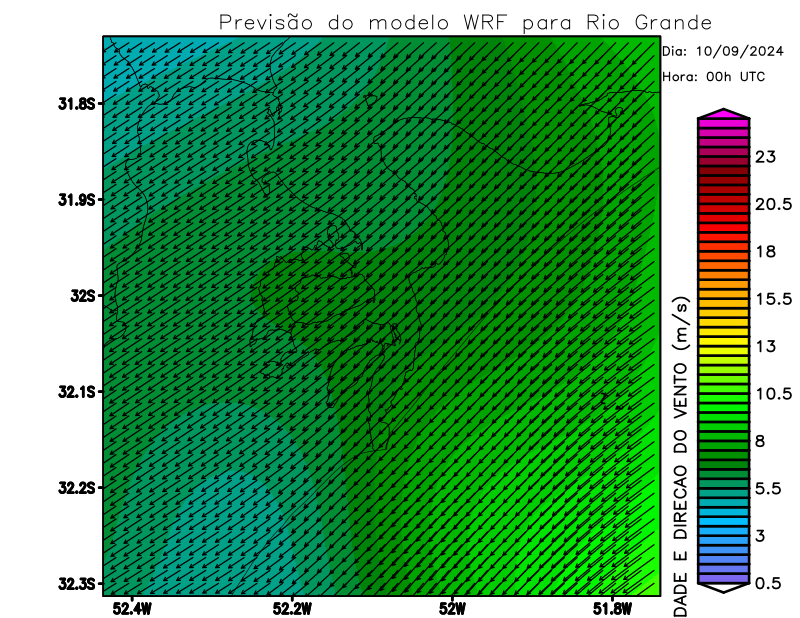 Previsão do modelo WRF para Rio Grande
Dia: 10/09/2024
Hora: 00h UTC
31.8S
31.9S
32S
32.1S
32.2S
32.3S
52.4W
52.2W
52W
51.8W
DADE E DIRECAO DO VENTO (m/s)
23
20.5
18
15.5
13
10.5
8
5.5
3
0.5